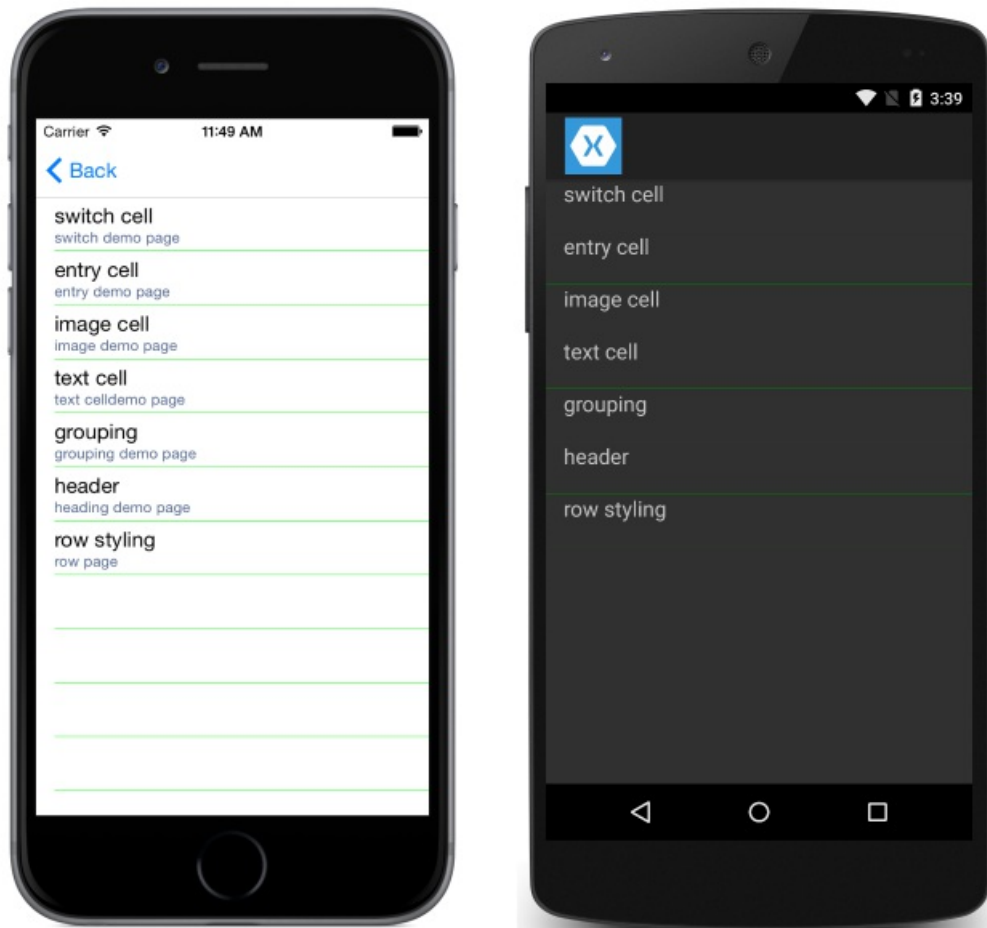 Carrier 11:49 AM
Back
switch cell
switch demo page
entry cell
entry demo page
image cell
image demo page
text cell
text celldemo page
grouping
grouping demo page
header
heading demo page
row styling
row page
3:39
switch cell
entry cell
image cell
text cell
grouping
header
row styling